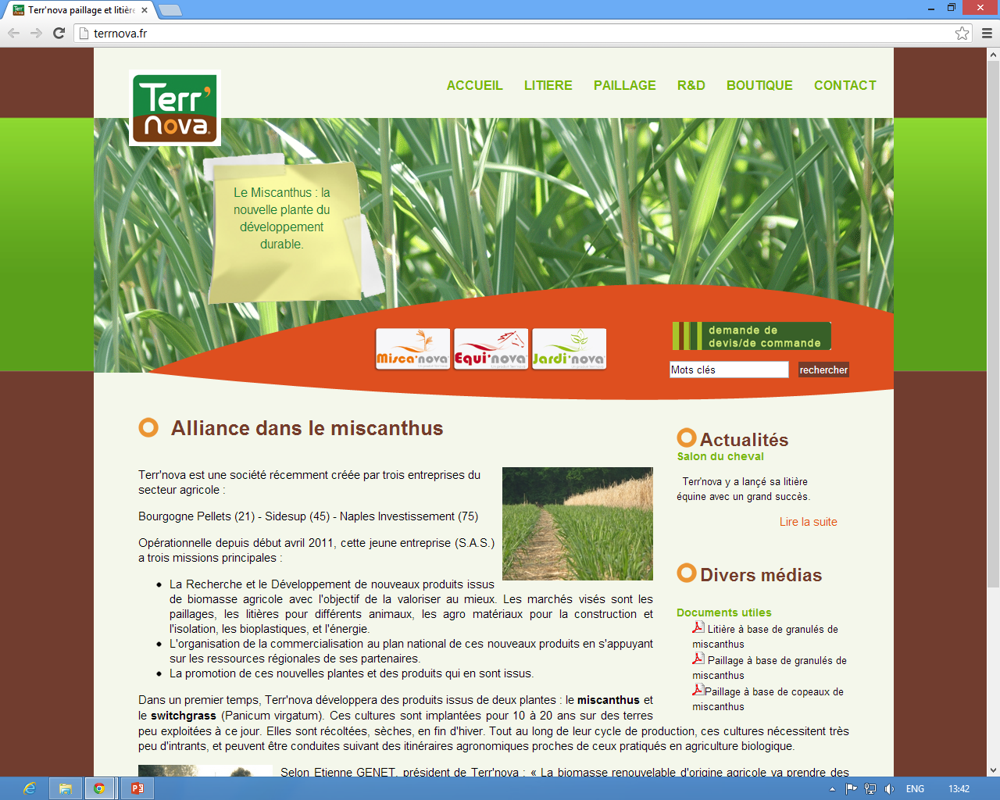 Terr'nova paillage et litière
terrnova.fr
Terr'
nova
ACCUEIL LITIERE PAILLAGE R&D BOUTIQUE CONTACT
Le Miscanthus : la
nouvelle plante du
développement
durable.
Misca'nova
Equi'nova
Jardi'nova
demande de
devis/de commande
Mots clés
rechercher
Alliance dans le miscanthus
Terr'nova est une société récemment créée par trois entreprises du
secteur agricole :
Bourgogne Pellets (21) - Sidesup (45) - Naples Investissement (75)
Opérationnelle depuis début avril 2011, cette jeune entreprise (S.A.S.)
a trois missions principales :
La Recherche et le Développement de nouveaux produits issus
de biomasse agricole avec l'objectif de la valoriser au mieux. Les marchés visés sont les
paillages, les litières pour différents animaux, les agro matériaux pour la construction et
l'isolation, les bioplastiques, et l'énergie.
L'organisation de la commercialisation au plan national de ces nouveaux produits en s'appuyant
sur les ressources régionales de ses partenaires.
La promotion de ces nouvelles plantes et des produits qui en sont issus.
Dans un premier temps, Terr'nova développera des produits issus de deux plantes : le miscanthus et
le switchgrass (Panicum virgatum). Ces cultures sont implantées pour 10 à 20 ans sur des terres
peu exploitées à ce jour. Elles sont récoltées, sèches, en fin d'hiver. Tout au long de leur cycle de production, ces cultures nécessitent très
peu d'intrants, et peuvent être conduites suivant des itinéraires agronomiques proches de ceux pratiqués en agriculture biologique.
Selon Etienne GENET, président de Terr'nova : « La biomasse renouvelable d'origine agricole va prendre des
Actualités
Salon du cheval
Terr'nova y a lançé sa litière
équine avec un grand succès.
Lire la suite
Divers médias
Documents utiles
Litière à base de granulés de
miscanthus
Paillage à base de granulés de
miscanthus
Paillage à base de copeaux de
miscanthus
ENG 13:42